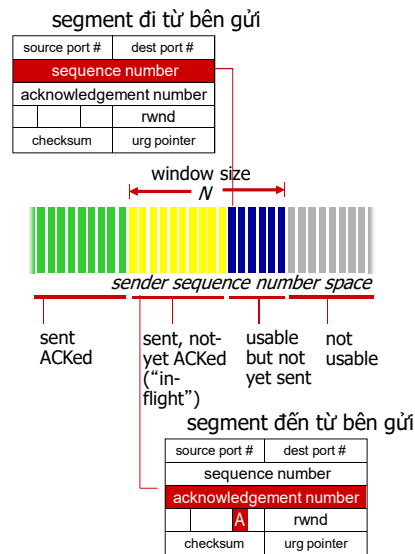 segment đi từ bên gửi
source port # dest port #
sequence number
acknowledgement number
rwnd
checksum urg pointer
window size
N
sender sequence number space
sent sent, not- usable not
ACKed yet ACKed but not usable
("in- yet sent
flight")
segment đến từ bên gửi
source port # dest port #
sequence number
acknowledgement number
A rwnd
checksum urg pointer